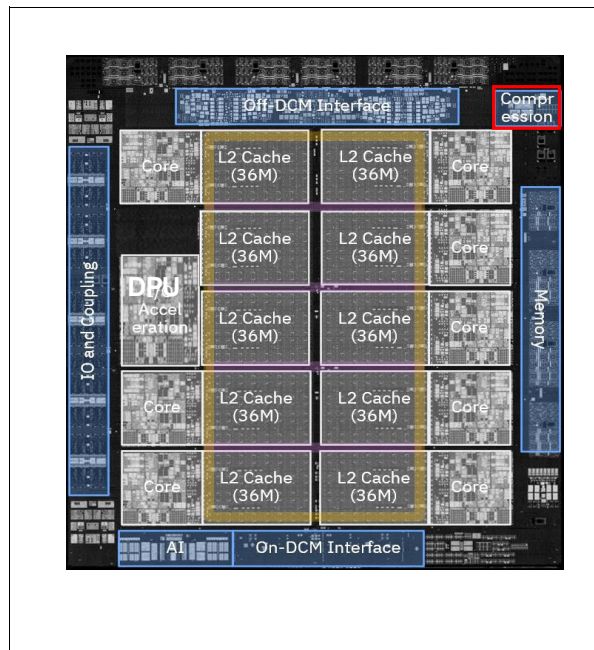 Off-DCM Interface
Compr
ession
Core
L2 Cache
(36M)
L2 Cache
(36M)
Core
L2 Cache
(36M)
L2 Cache
(36M)
Core
IO and Coupling
DPU
Accel
eration
L2 Cache
(36M)
L2 Cache
(36M)
Core
Memory
Core
L2 Cache
(36M)
L2 Cache
(36M)
Core
Core
L2 Cache
(36M)
L2 Cache
(36M)
Core
AI
On-DCM Interface